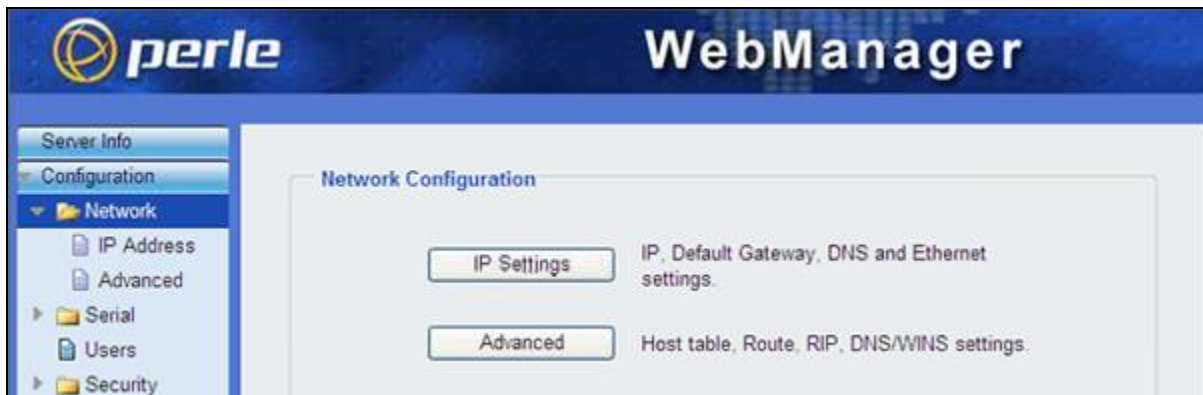 perle
WebManager
Server Info
Configuration
Network
IP Address
Advanced
Serial
Users
Security
Network Configuration
IP Settings
IP, Default Gateway, DNS and Ethernet
settings.
Advanced
Host table, Route, RIP, DNS/WINS settings.